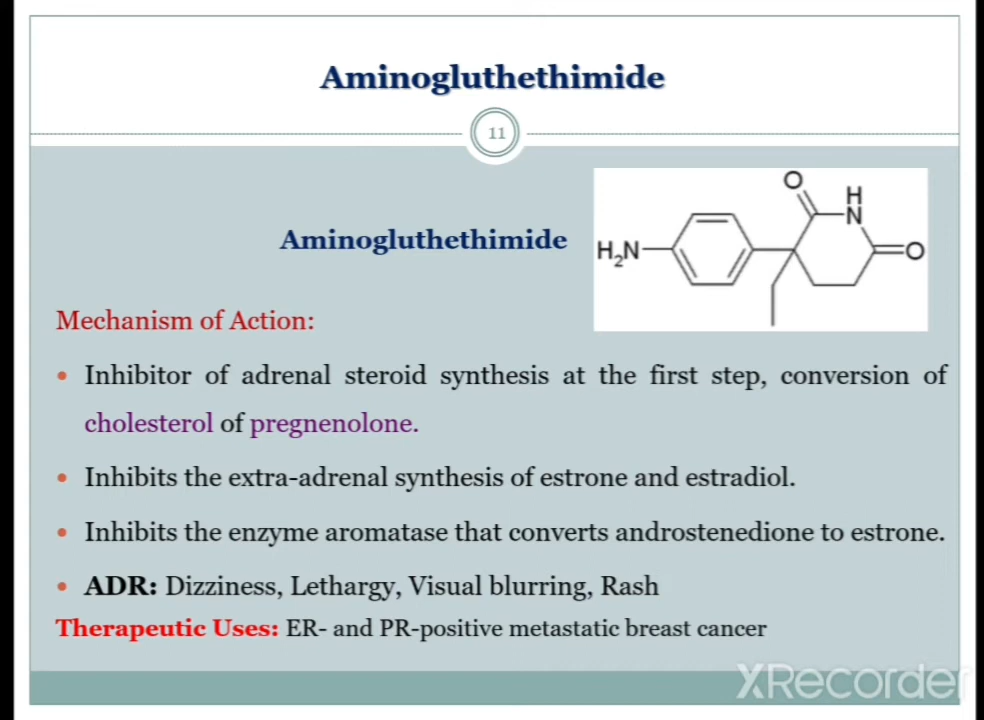 Aminogluthethimide
11
Aminogluthethimide
O
H
N
H2N
O
Mechanism of Action:
• Inhibitor of adrenal steroid synthesis at the first step, conversion of
cholesterol of pregnenolone.
• Inhibits the extra-adrenal synthesis of estrone and estradiol.
• Inhibits the enzyme aromatase that converts androstenedione to estrone.
• ADR: Dizziness, Lethargy, Visual blurring, Rash
Therapeutic Uses: ER- and PR-positive metastatic breast cancer
XRecorder